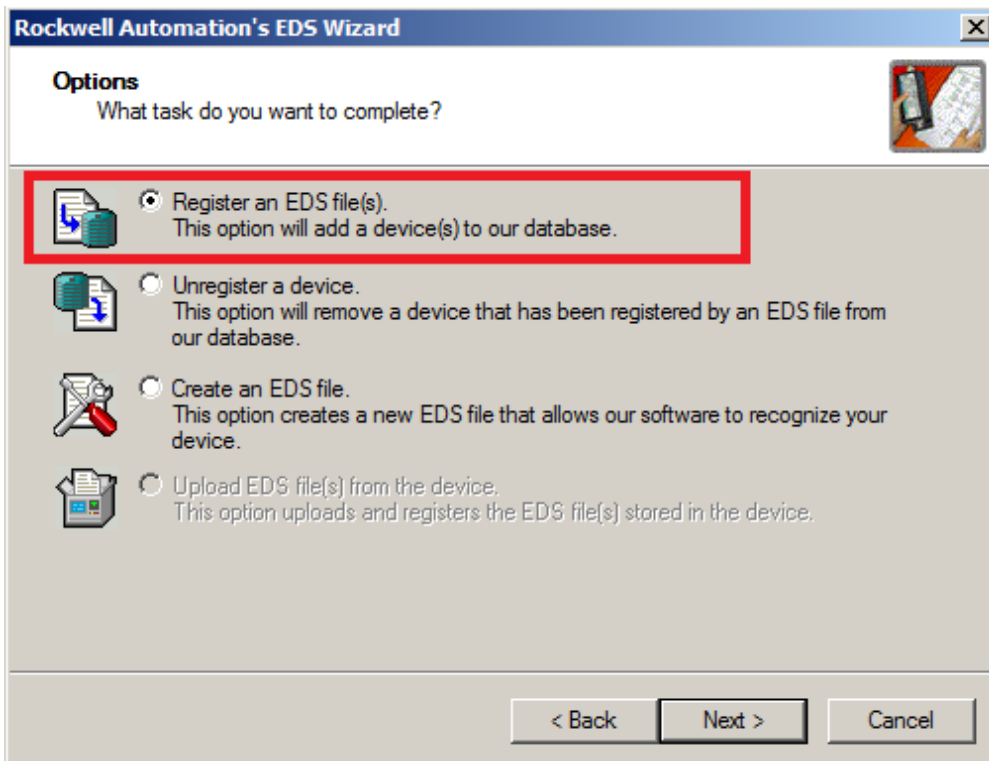 Rockwell Automation's EDS Wizard
Options
What task do you want to complete?
Register an EDS file(s).
This option will add a device(s) to our database.
Unregister a device.
This option will remove a device that has been registered by an EDS file from
our database.
Create an EDS file.
This option creates a new EDS file that allows our software to recognize your
device.
Upload EDS file(s) from the device.
This option uploads and registers the EDS file(s) stored in the device.
< Back Next > Cancel